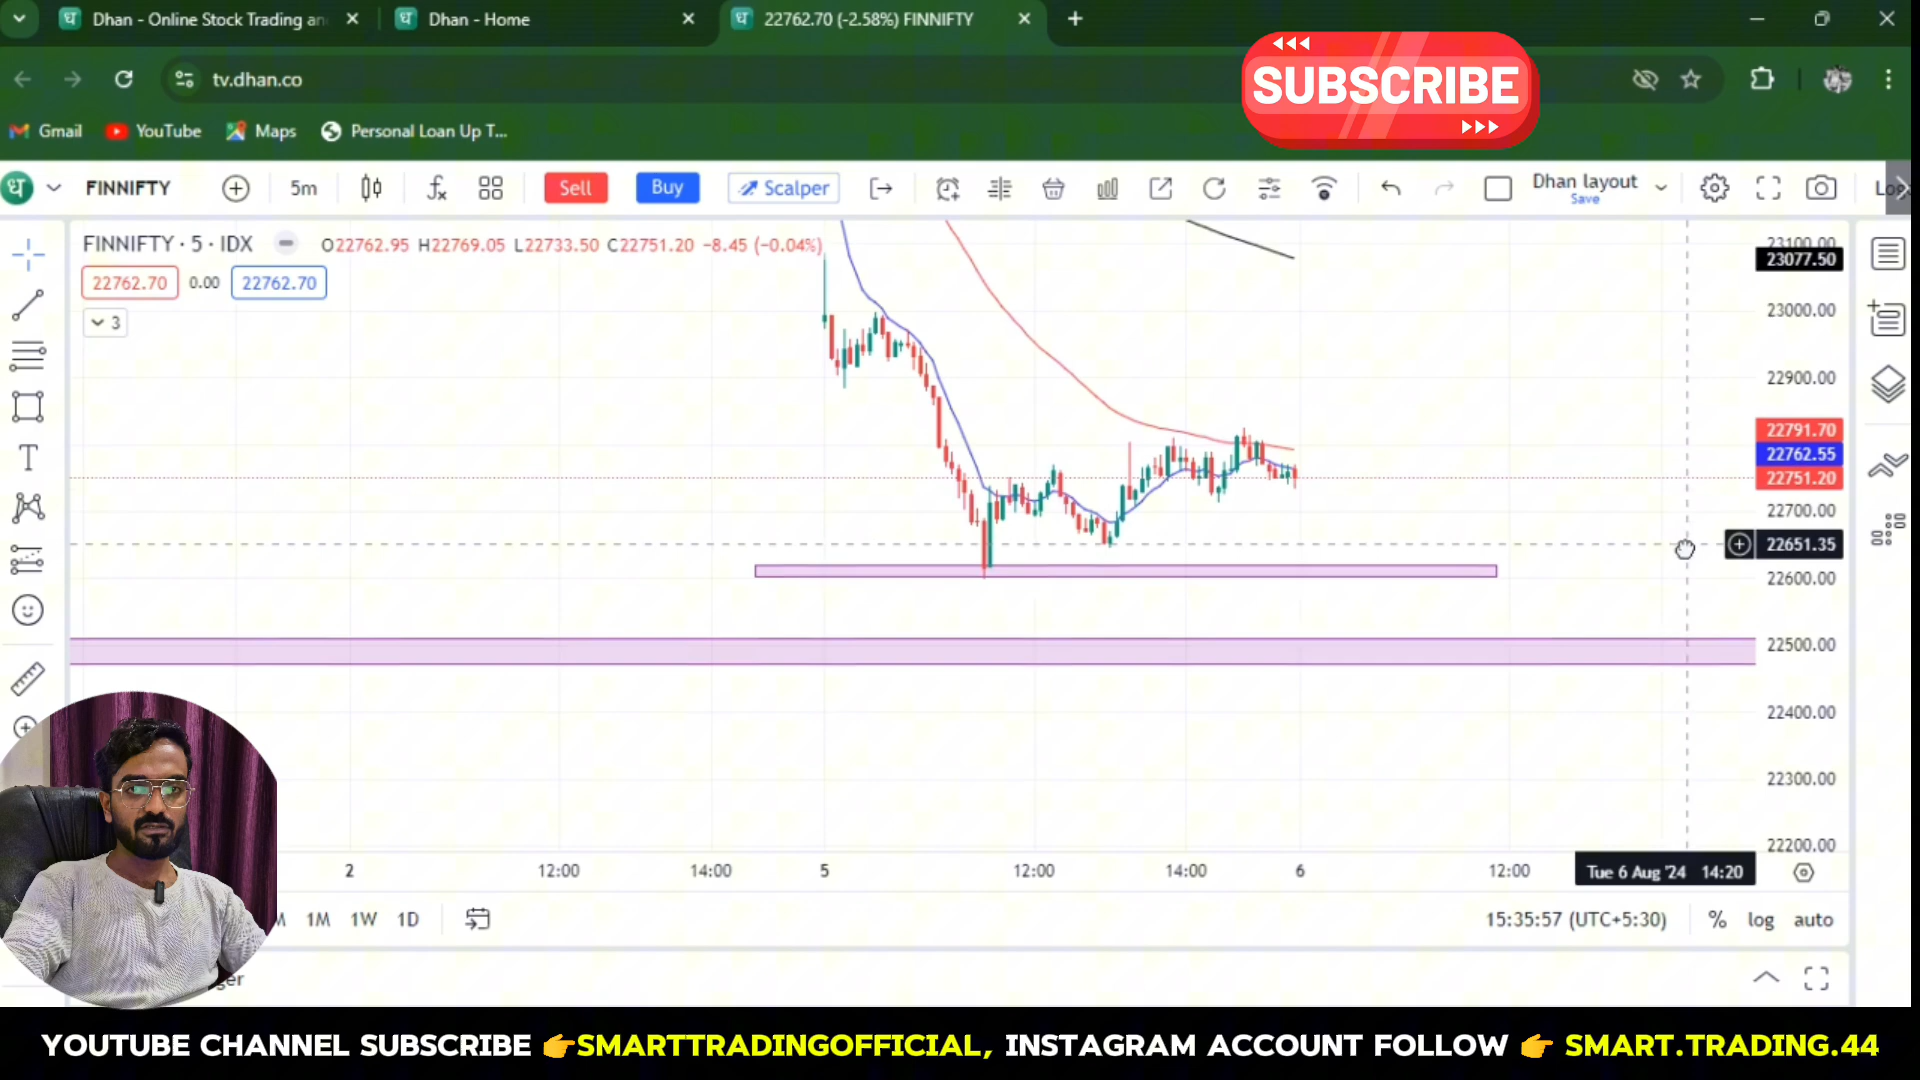 Dhan - Online Stock Trading an
Dhan - Home
22762.70 (-2.58%) FINNIFTY
tv.dhan.co
SUBSCRIBE
Gmail
YouTube
Maps
Personal Loan Up T...
FINNIFTY
5m
Sell
Buy
Scalper
Dhan layout
Save
FINNIFTY · 5 · IDX
O22762.95 H22769.05 L22733.50 C22751.20 −8.45 (−0.04%)
22762.70
0.00
22762.70
3
23100.00
23077.50
23000.00
22900.00
22791.70
22762.55
22751.20
22700.00
22651.35
22600.00
22500.00
22400.00
22300.00
22200.00
2
12:00
14:00
5
12:00
14:00
6
12:00
Tue 6 Aug '24 14:20
1M
1W
1D
15:35:57 (UTC+5:30)
%
log
auto
YOUTUBE CHANNEL SUBSCRIBE 👉SMARTTRADINGOFFICIAL, INSTAGRAM ACCOUNT FOLLOW 👉 SMART.TRADING.44